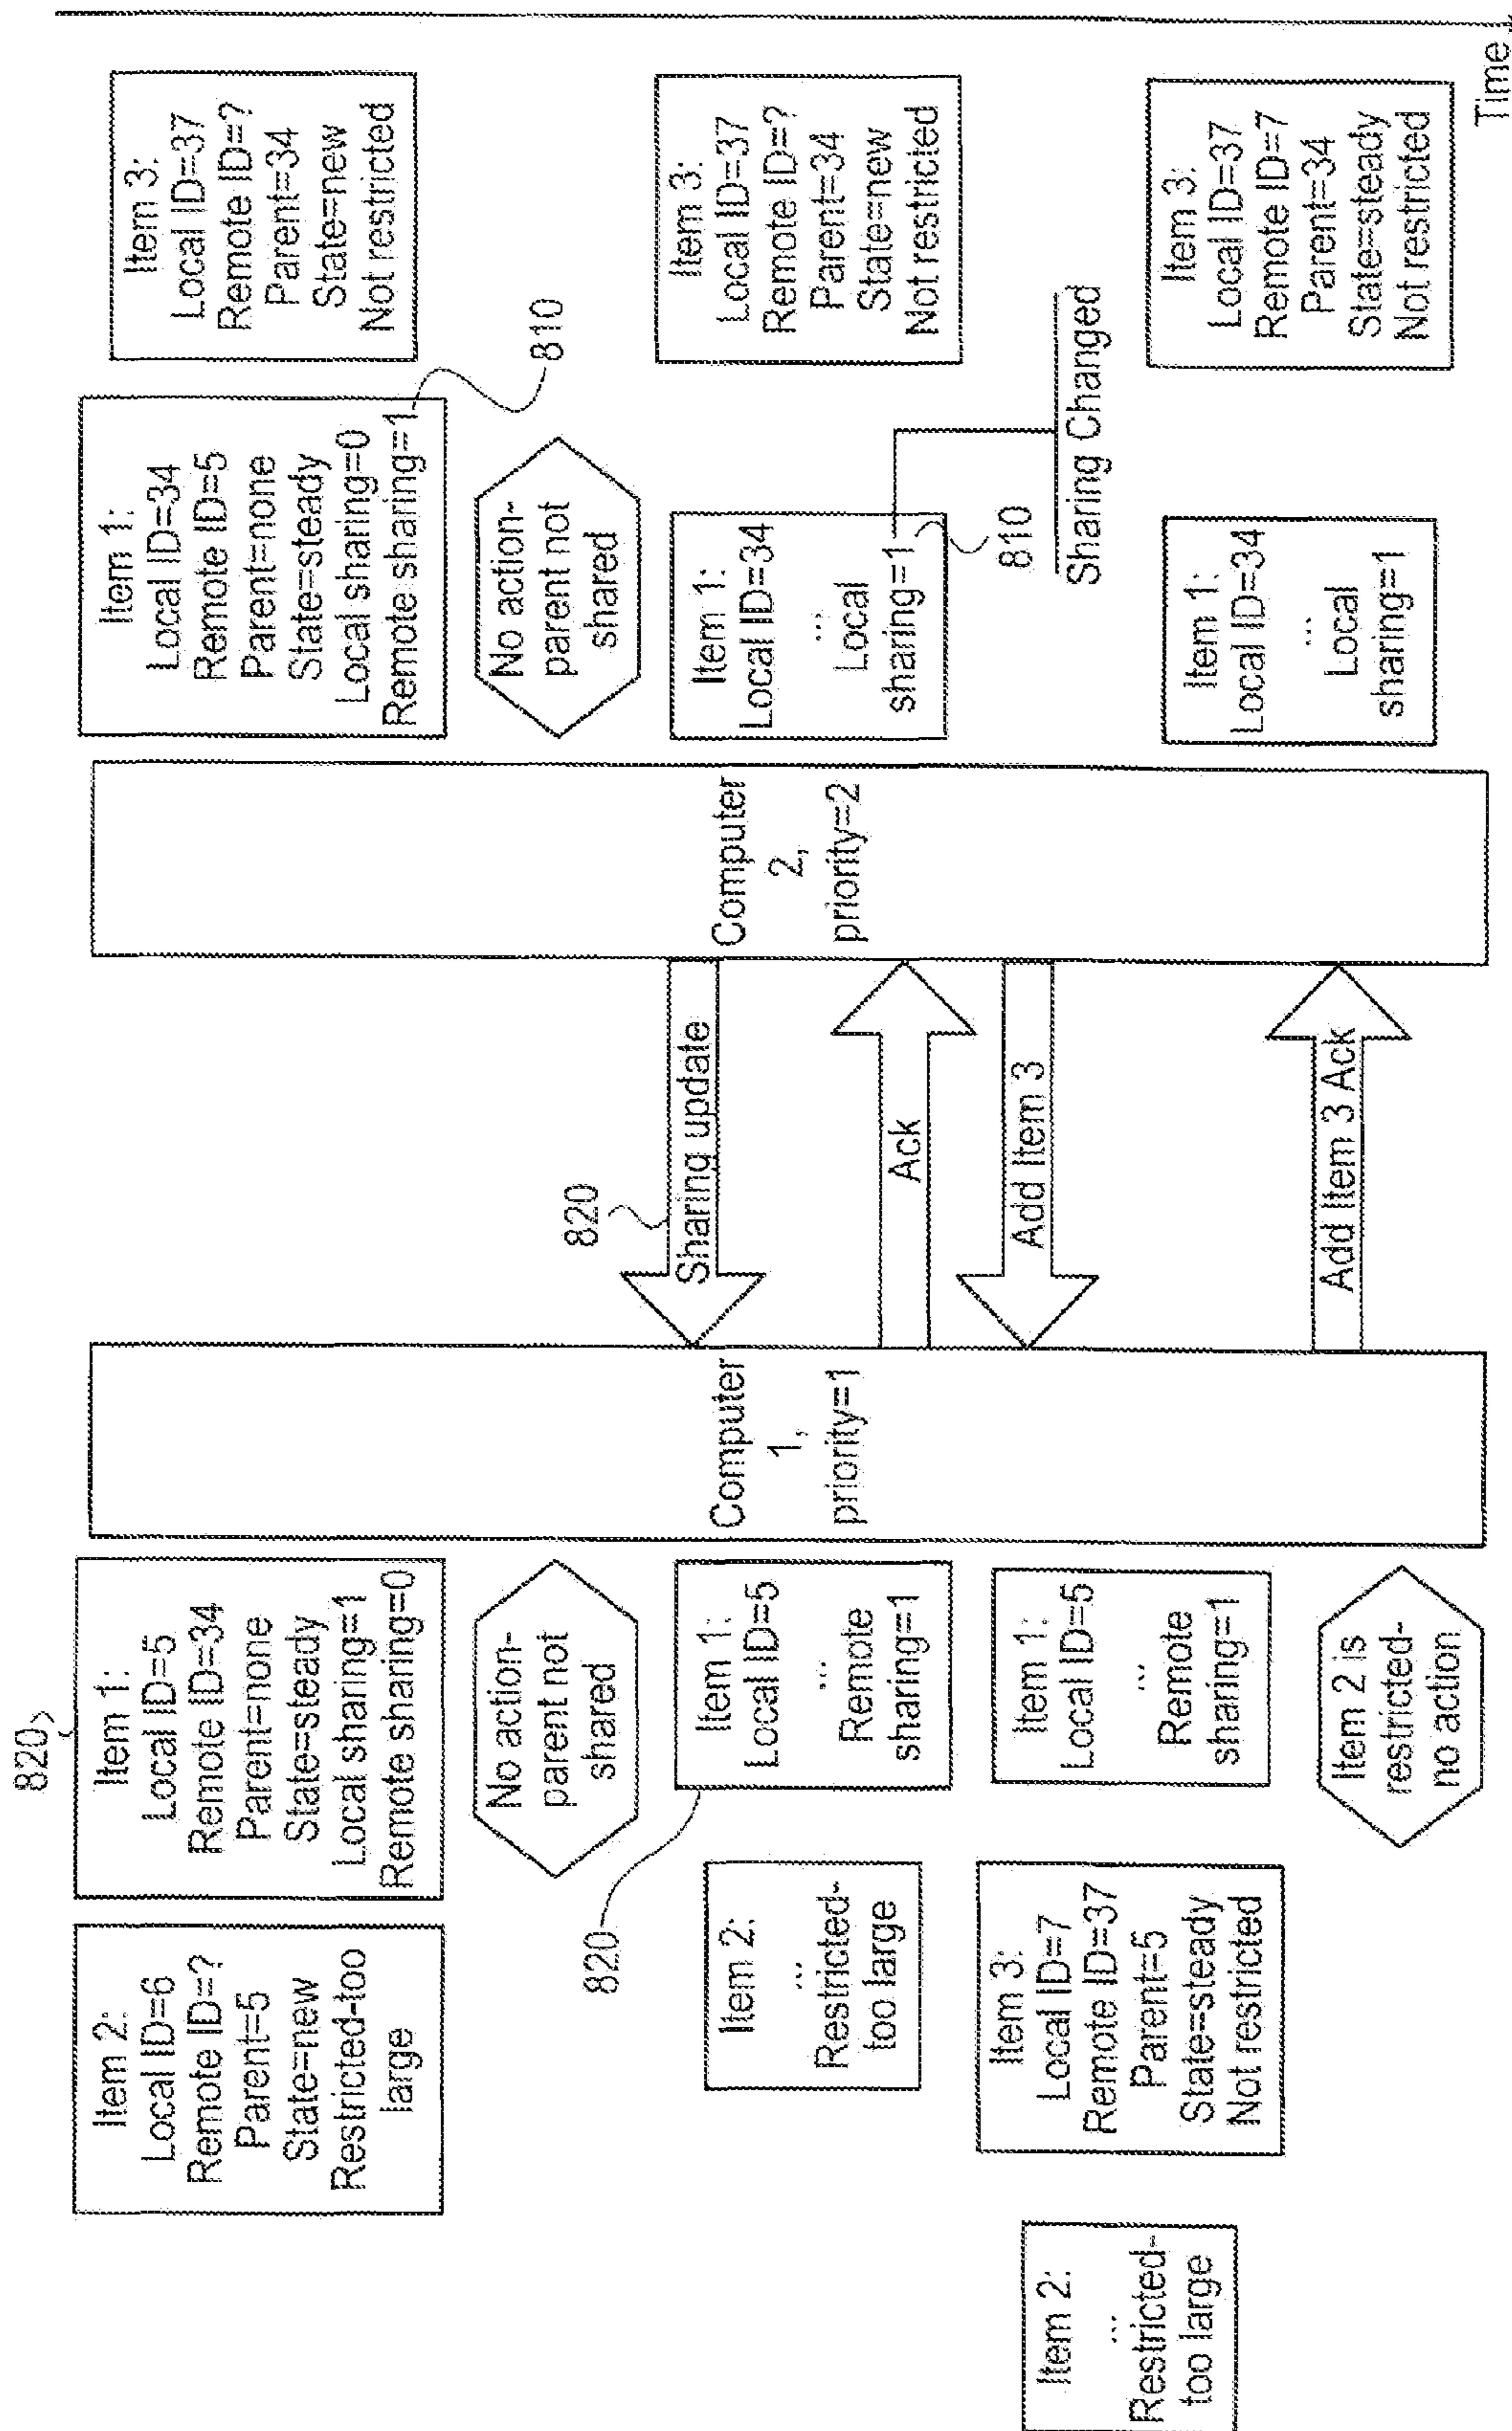 820
Item 2:
Local ID=6
Remote ID=?
Parent=5
State=new
Restricted-too
large
Item 1:
Local ID=5
Remote ID=34
Parent=none
State=steady
Local sharing=1
Remote sharing=0
Item 1:
Local ID=34
Remote ID=5
Parent=none
State=steady
Local sharing=0
Remote sharing=1
810
Item 3:
Local ID=37
Remote ID=?
Parent=34
State=new
Not restricted
No action-
parent not
shared
No action-
parent not
shared
820
820
Item 2:
...
Restricted-
too large
Item 1:
Local ID=5
...
Remote
sharing=1
Computer
1,
priority=1
Sharing update
Ack
Computer
2,
priority=2
Item 1:
Local ID=34
...
Local
sharing=1
810
Sharing Changed
Item 3:
Local ID=37
Remote ID=?
Parent=34
State=new
Not restricted
Item 2:
...
Restricted-
too large
Item 3:
Local ID=7
Remote ID=37
Parent=5
State=steady
Not restricted
Item 1:
Local ID=5
...
Remote
sharing=1
Add Item 3
Item 2 is
restricted-
no action
Add Item 3 Ack
Item 1:
Local ID=34
...
Local
sharing=1
Item 3:
Local ID=37
Remote ID=7
Parent=34
State=steady
Not restricted
Time